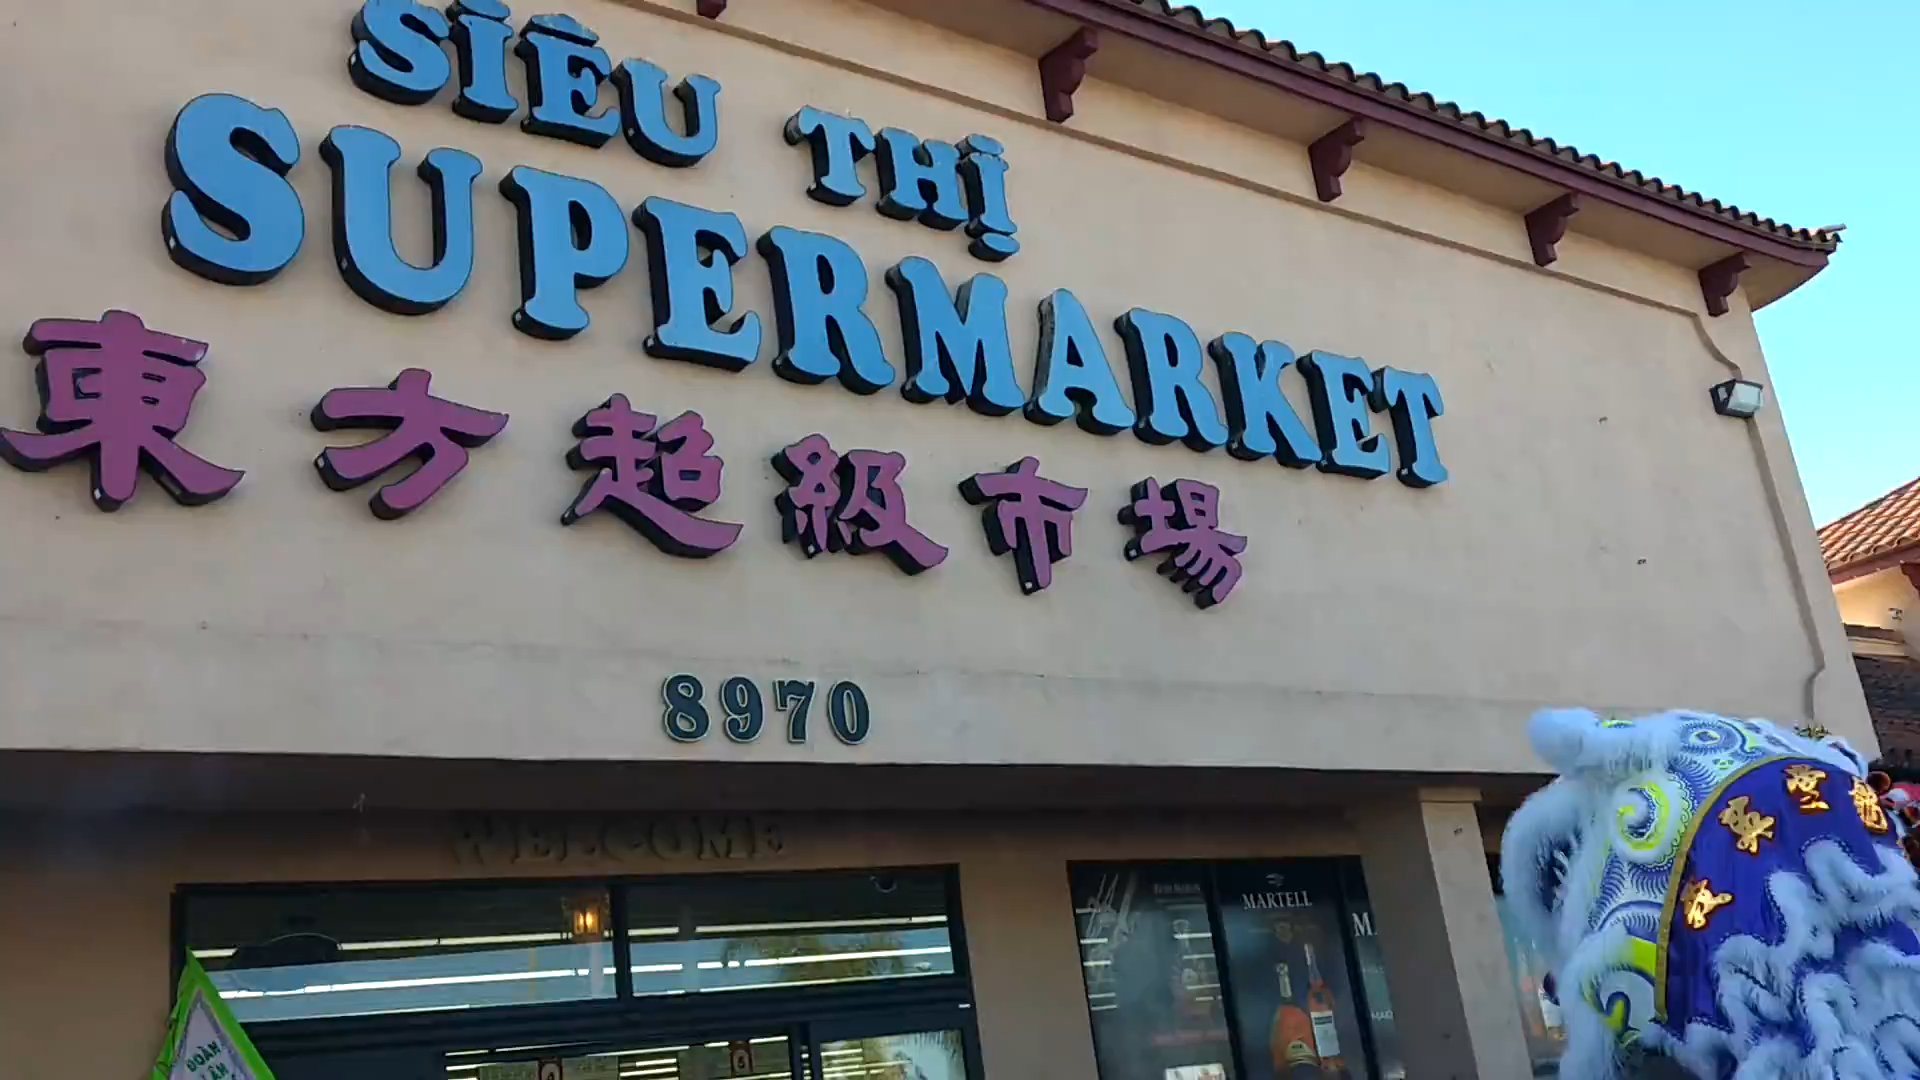 SIÊU THỊ
SUPERMARKET
東方超級市場
8970
WELCOME
MARTELL